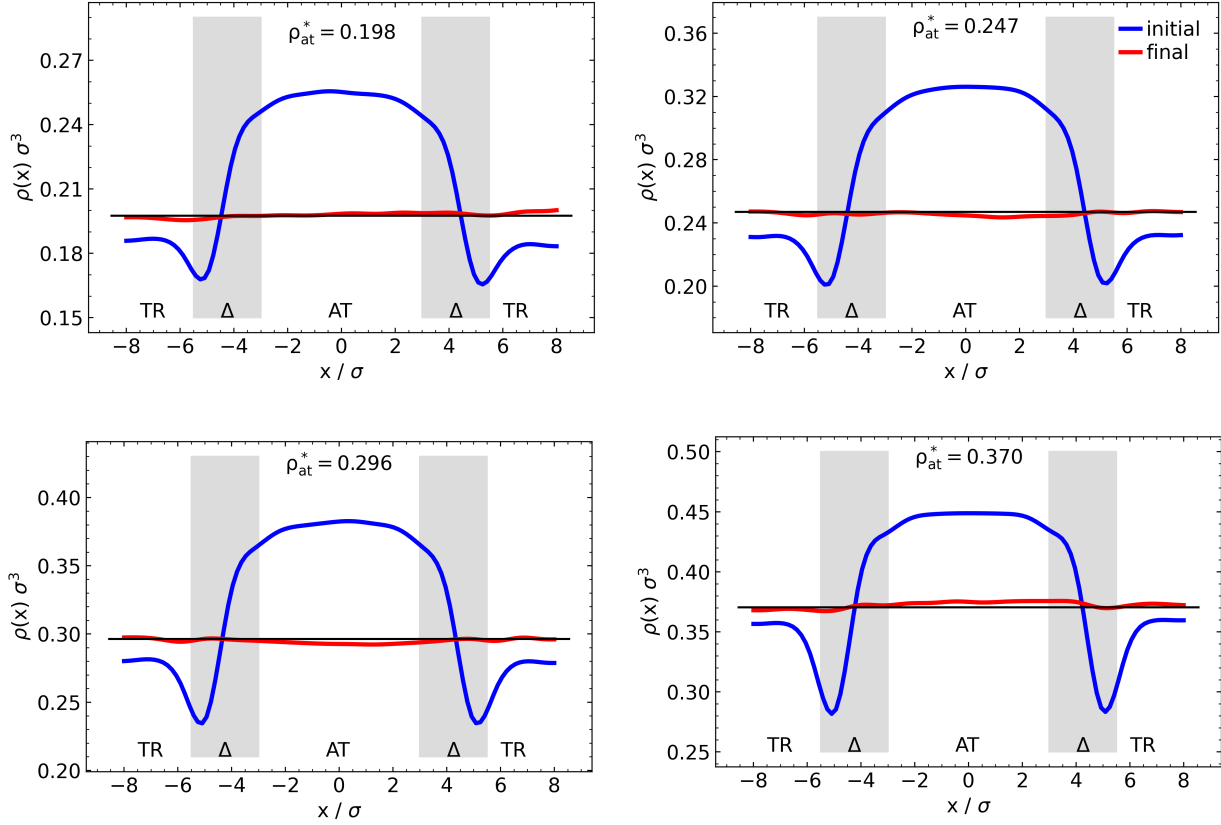 ρ*at = 0.198
0.27
0.24
0.21
0.18
0.15
ρ(x) σ³
TR Δ AT Δ TR
−8 −6 −4 −2 0 2 4 6 8
x / σ
ρ*at = 0.247
initial
final
0.36
0.32
0.28
0.24
0.20
ρ(x) σ³
TR Δ AT Δ TR
−8 −6 −4 −2 0 2 4 6 8
x / σ
ρ*at = 0.296
0.40
0.35
0.30
0.25
0.20
ρ(x) σ³
TR Δ AT Δ TR
−8 −6 −4 −2 0 2 4 6 8
x / σ
ρ*at = 0.370
0.50
0.45
0.40
0.35
0.30
0.25
ρ(x) σ³
TR Δ AT Δ TR
−8 −6 −4 −2 0 2 4 6 8
x / σ